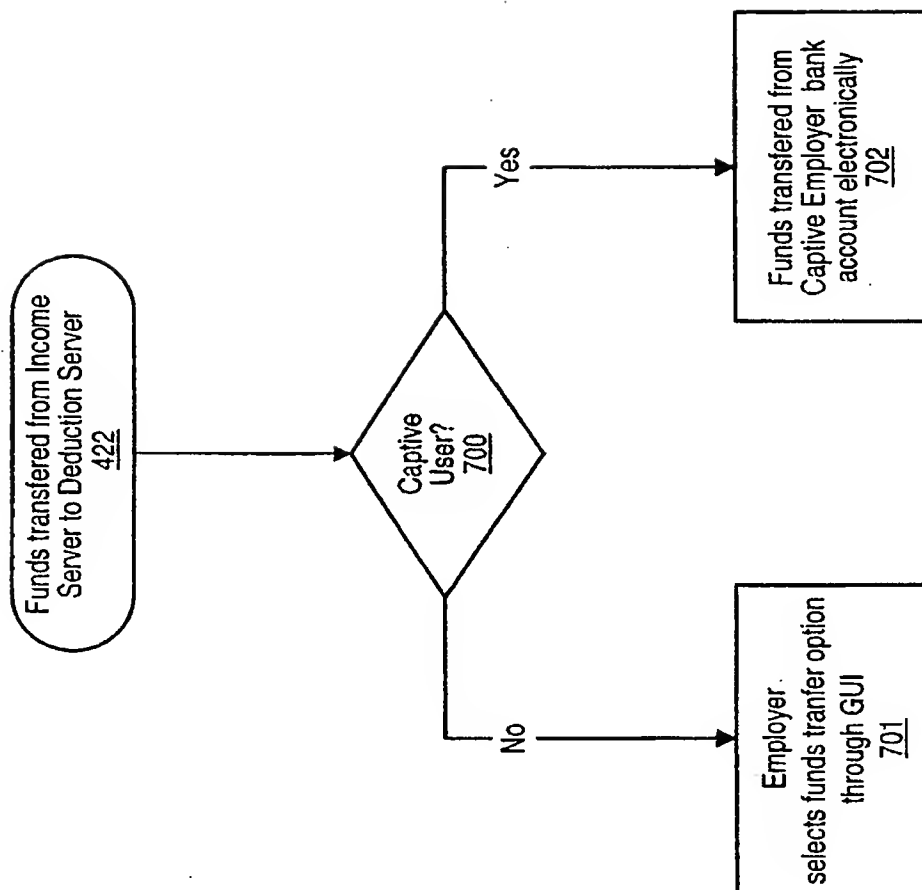 Funds transfered from Income
Server to Deduction Server
422
Captive
User?
700
No
Yes
Employer
selects funds tranfer option
through GUI
701
Funds transfered from
Captive Employer bank
account electronically
702